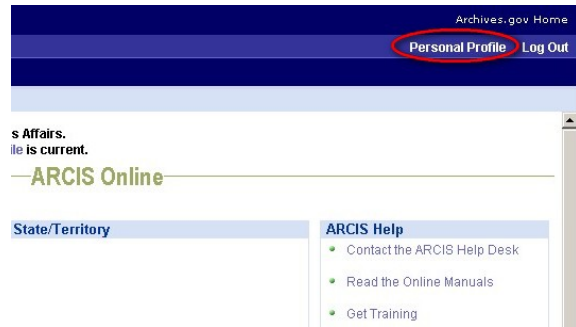 Archives.gov Home
Personal Profile Log Out
s Affairs.
ile is current.
ARCIS Online
State/Territory
ARCIS Help
Contact the ARCIS Help Desk
Read the Online Manuals
Get Training